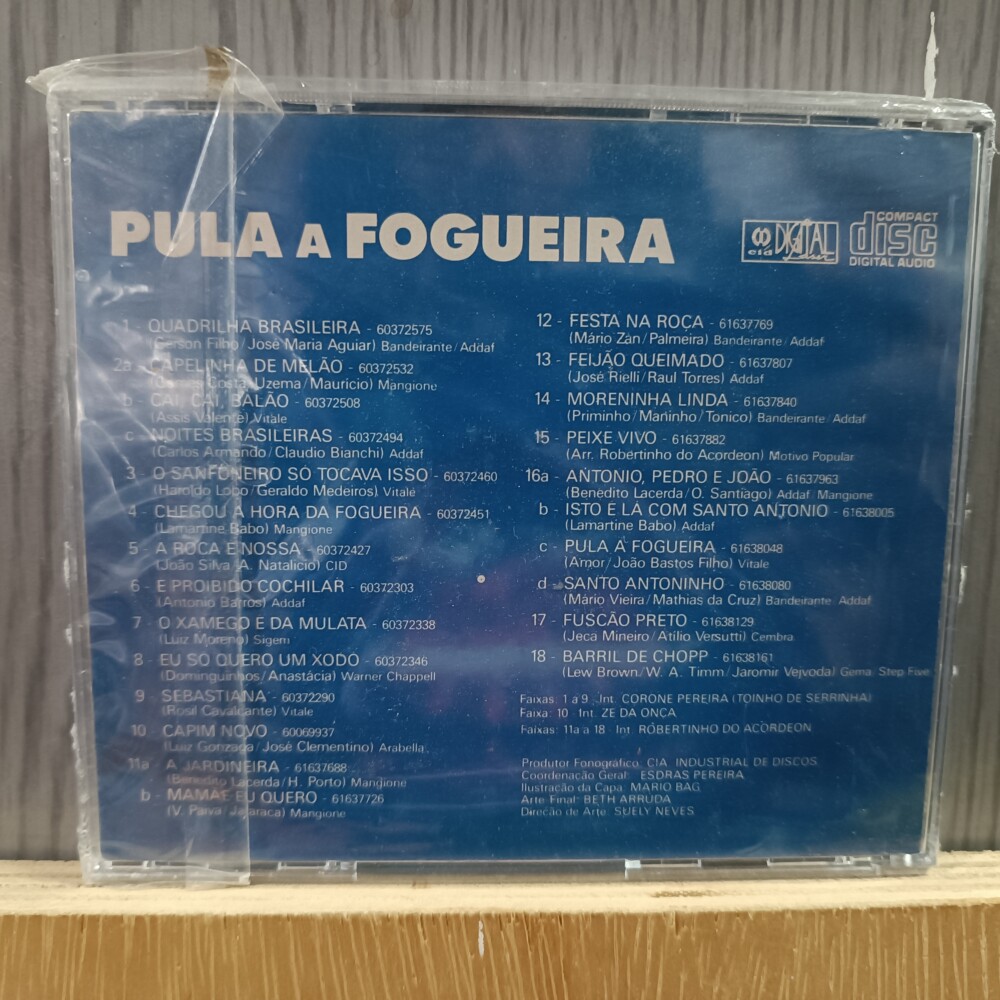 PULA A FOGUEIRA
cid DIGITAL Laser
COMPACT disc DIGITAL AUDIO
1 - QUADRILHA BRASILEIRA - 60372575
(Gerson Filho/José Maria Aguiar) Bandeirante/Addaf
2a - CAPELINHA DE MELÃO - 60372532
Costa, Uzema/Mauricio) Mangione
b - CAI, CAI, BALÃO - 60372508
(Assis Valente) Vitale
c - NOITES BRASILEIRAS - 60372494
(Carlos Armando/Claudio Bianchi) Addaf
3 - O SANFONEIRO SÓ TOCAVA ISSO - 60372460
(Haroldo Lobo/Geraldo Medeiros) Vitale
4 - CHEGOU A HORA DA FOGUEIRA - 60372451
(Lamartine Babo) Mangione
5 - A ROCA E NOSSA - 60372427
(João Silva/A. Natalicio) CID
6 - E PROIBIDO COCHILAR - 60372303
(Antonio Barros) Addaf
7 - O XAMEGO E DA MULATA - 60372338
(Luiz Moreno) Sigem
8 - EU SÓ QUERO UM XODO - 60372346
(Dominguinhos/Anastácia) Warner Chappell
9 - SEBASTIANA - 60372290
(Rosil Cavalcante) Vitale
10 - CAPIM NOVO - 60069937
(Luiz Gonzaga/José Clementino) Arabella
11a - A JARDINEIRA - 61637688
(Benedito Lacerda/H. Porto) Mangione
b - MAMÃE EU QUERO - 61637726
(V. Paiva/Jararaca) Mangione
12 - FESTA NA ROÇA - 61637769
(Mário Zán/Palmeira) Bandeirante/Addaf
13 - FEIJÃO QUEIMADO - 61637807
(José Rielli/Raul Torres) Addaf
14 - MORENINHA LINDA - 61637840
(Priminho/Maninho/Tonico) Bandeirante/Addaf
15 - PEIXE VIVO - 61637882
(Arr. Robertinho do Acordeon) Motivo Popular
16a - ANTONIO, PEDRO E JOÃO - 61637963
(Benedito Lacerda/O. Santiago) Addaf/Mangione
b - ISTO E LÁ COM SANTO ANTONIO - 61638005
(Lamartine Babo) Addaf
c - PULA A FOGUEIRA - 61638048
(Amor/João Bastos Filho) Vitale
d - SANTO ANTONINHO - 61638080
(Mário Vieira/Mathias da Cruz) Bandeirante/Addaf
17 - FUSCÃO PRETO - 61638129
(Jeca Mineiro/Atílio Versutti) Cembra
18 - BARRIL DE CHOPP - 61638161
(Lew Brown/W. A. Timm/Jaromir Vejvoda) Gema/Step Five
Faixas: 1 a 9 - Int. CORONE PEREIRA (TOINHO DE SERRINHA)
Faixa: 10 - Int. ZE DA ONÇA
Faixas: 11a a 18 - Int. ROBERTINHO DO ACORDEON
Produtor Fonográfico: CIA. INDUSTRIAL DE DISCOS
Coordenação Geral: ESDRAS PEREIRA
Ilustração da Capa: MARIO BAG
Arte Final: BETH ARRUDA
Direção de Arte: SUELY NEVES